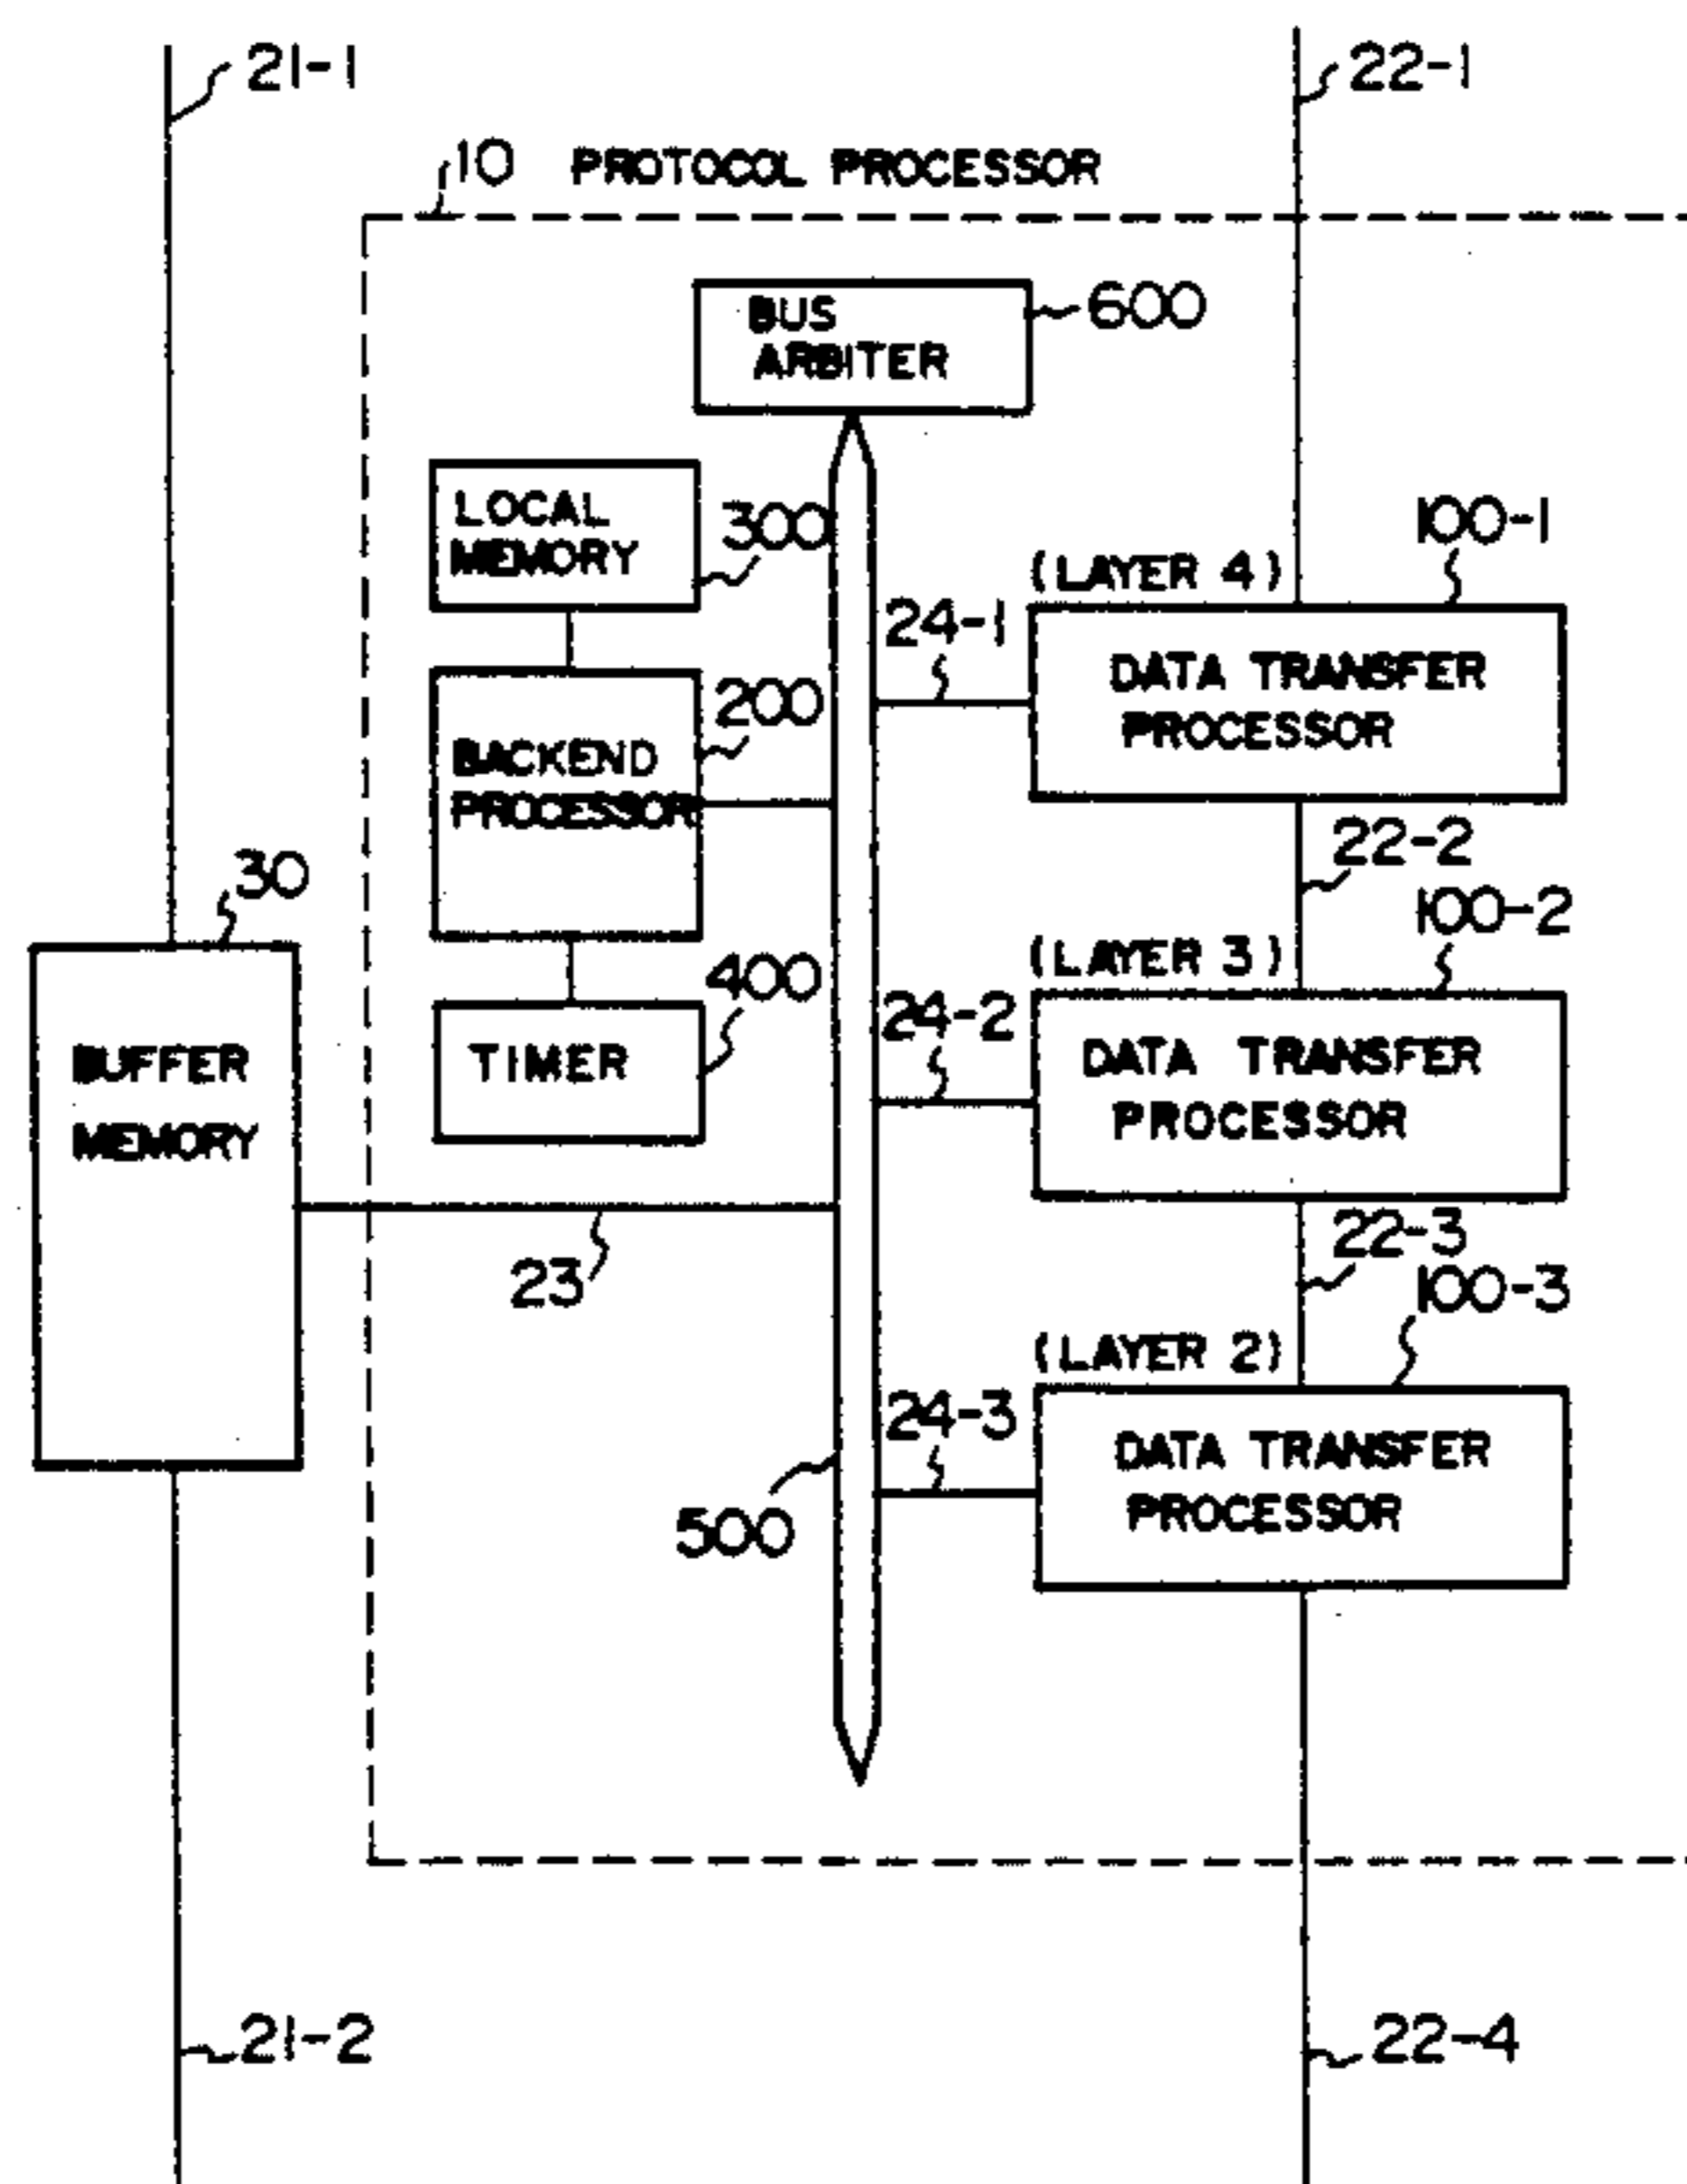 21-1
22-1
10 PROTOCOL PROCESSOR
BUS
ARBITER
600
LOCAL
MEMORY
300
100-1
(LAYER 4)
24-1
DATA TRANSFER
PROCESSOR
200
BACKEND
PROCESSOR
22-2
30
100-2
(LAYER 3)
400
24-2
TIMER
DATA TRANSFER
PROCESSOR
BUFFER
MEMORY
23
22-3
100-3
(LAYER 2)
24-3
DATA TRANSFER
PROCESSOR
500
21-2
22-4